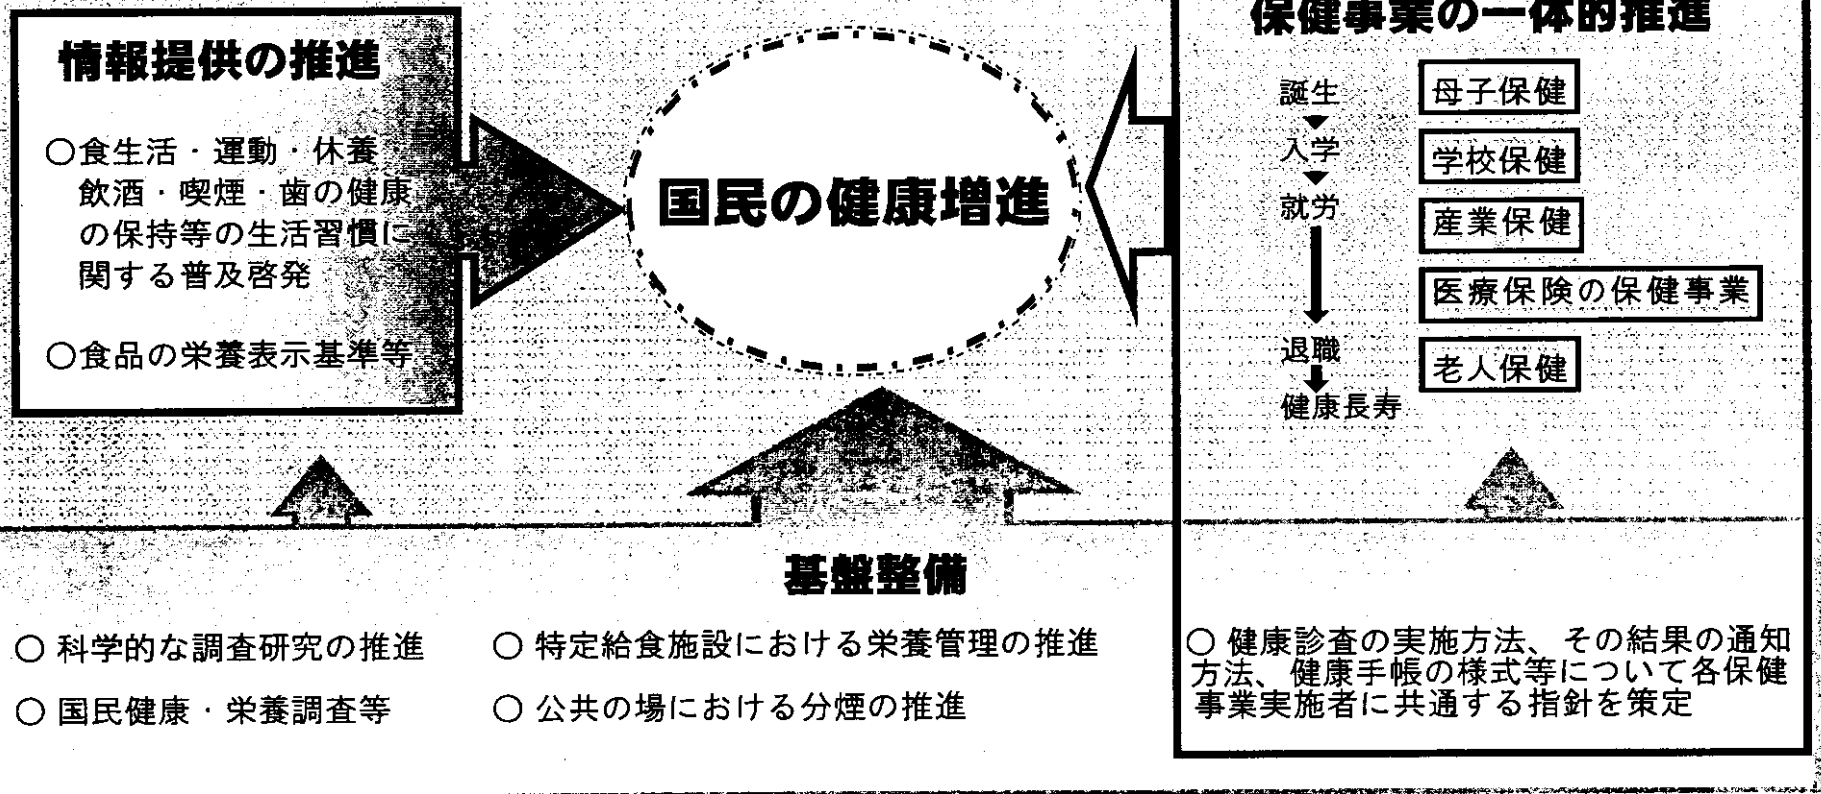 情報提供の推進
○食生活・運動・休養・
飲酒・喫煙・歯の健康
の保持等の生活習慣に
関する普及啓発
○食品の栄養表示基準等
国民の健康増進
保健事業の一体的推進
誕生
入学
就労
退職
健康長寿
母子保健
学校保健
産業保健
医療保険の保健事業
老人保健
基盤整備
○ 科学的な調査研究の推進
○ 国民健康・栄養調査等
○ 特定給食施設における栄養管理の推進
○ 公共の場における分煙の推進
○ 健康診査の実施方法、その結果の通知
方法、健康手帳の様式等について各保健
事業実施者に共通する指針を策定